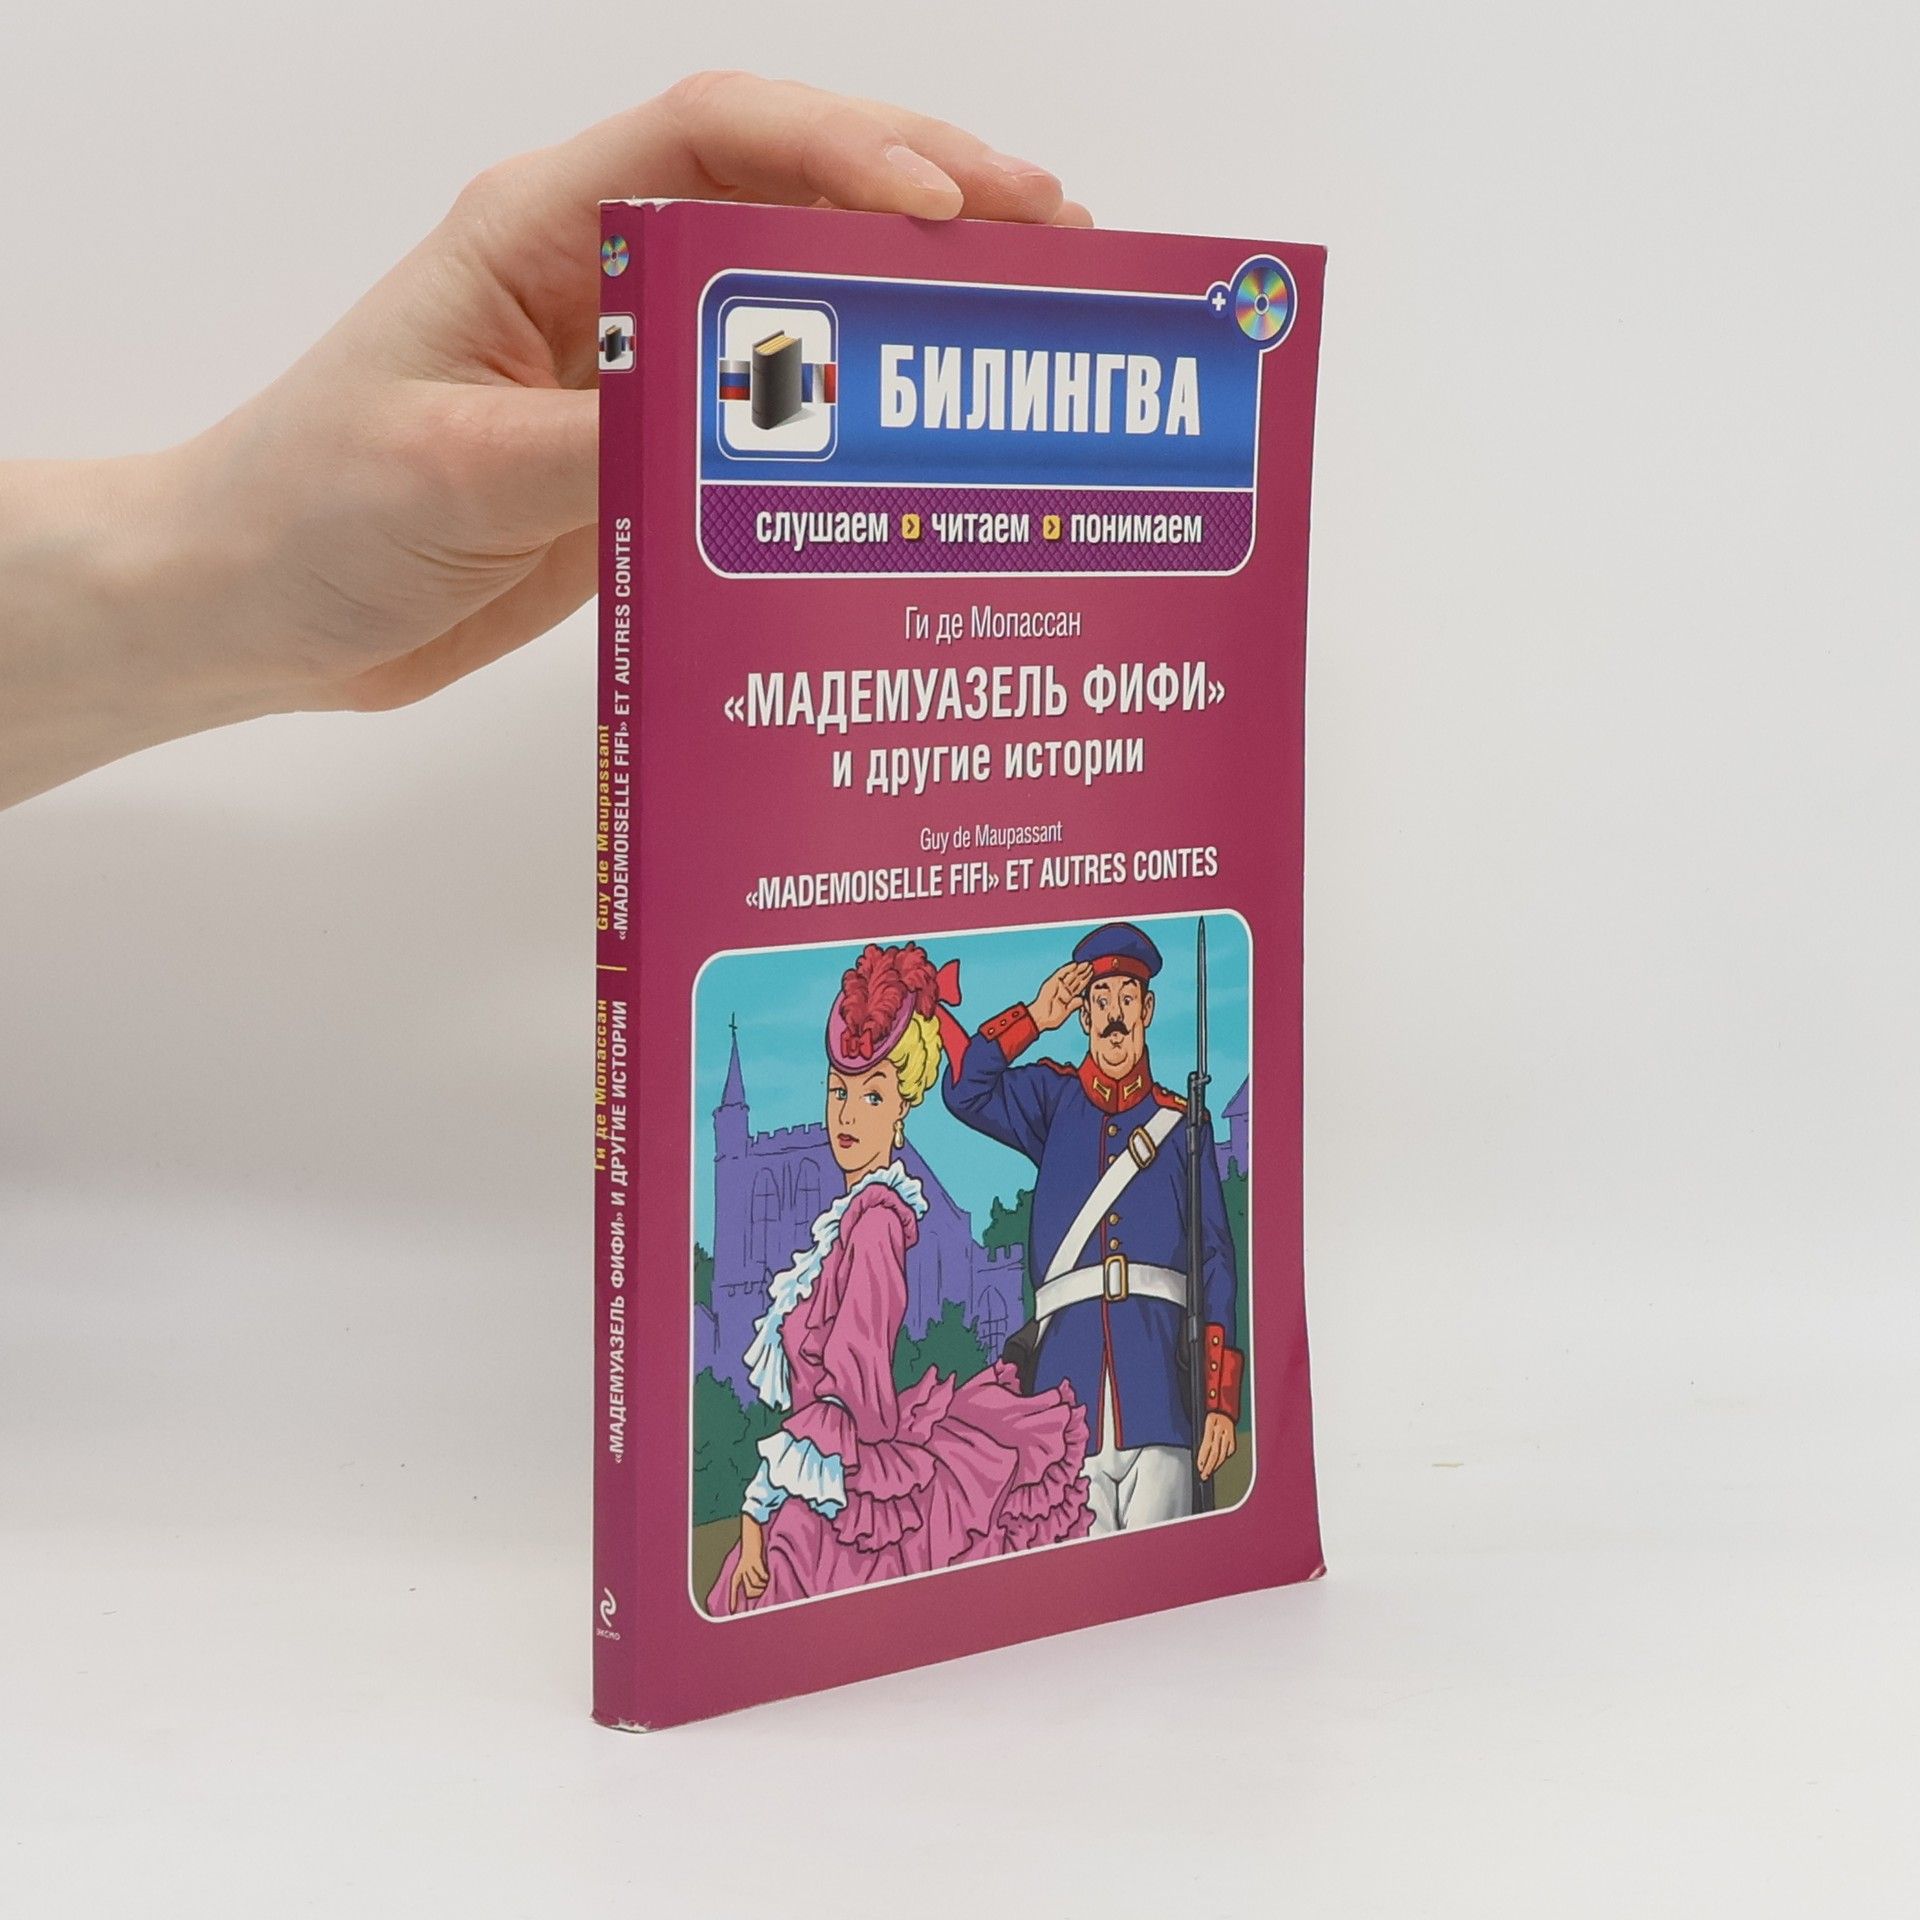 БИЛИНГВА
слушаем › читаем › понимаем
Ги де Мопассан
«МАДЕМУАЗЕЛЬ ФИФИ»
и другие истории
Guy de Maupassant
«MADEMOISELLE FIFI» ET AUTRES CONTES
Ги де Мопассан | Guy de Maupassant
«МАДЕМУАЗЕЛЬ ФИФИ» И ДРУГИЕ ИСТОРИИ | «MADEMOISELLE FIFI» ET AUTRES CONTES
ЭКСМО